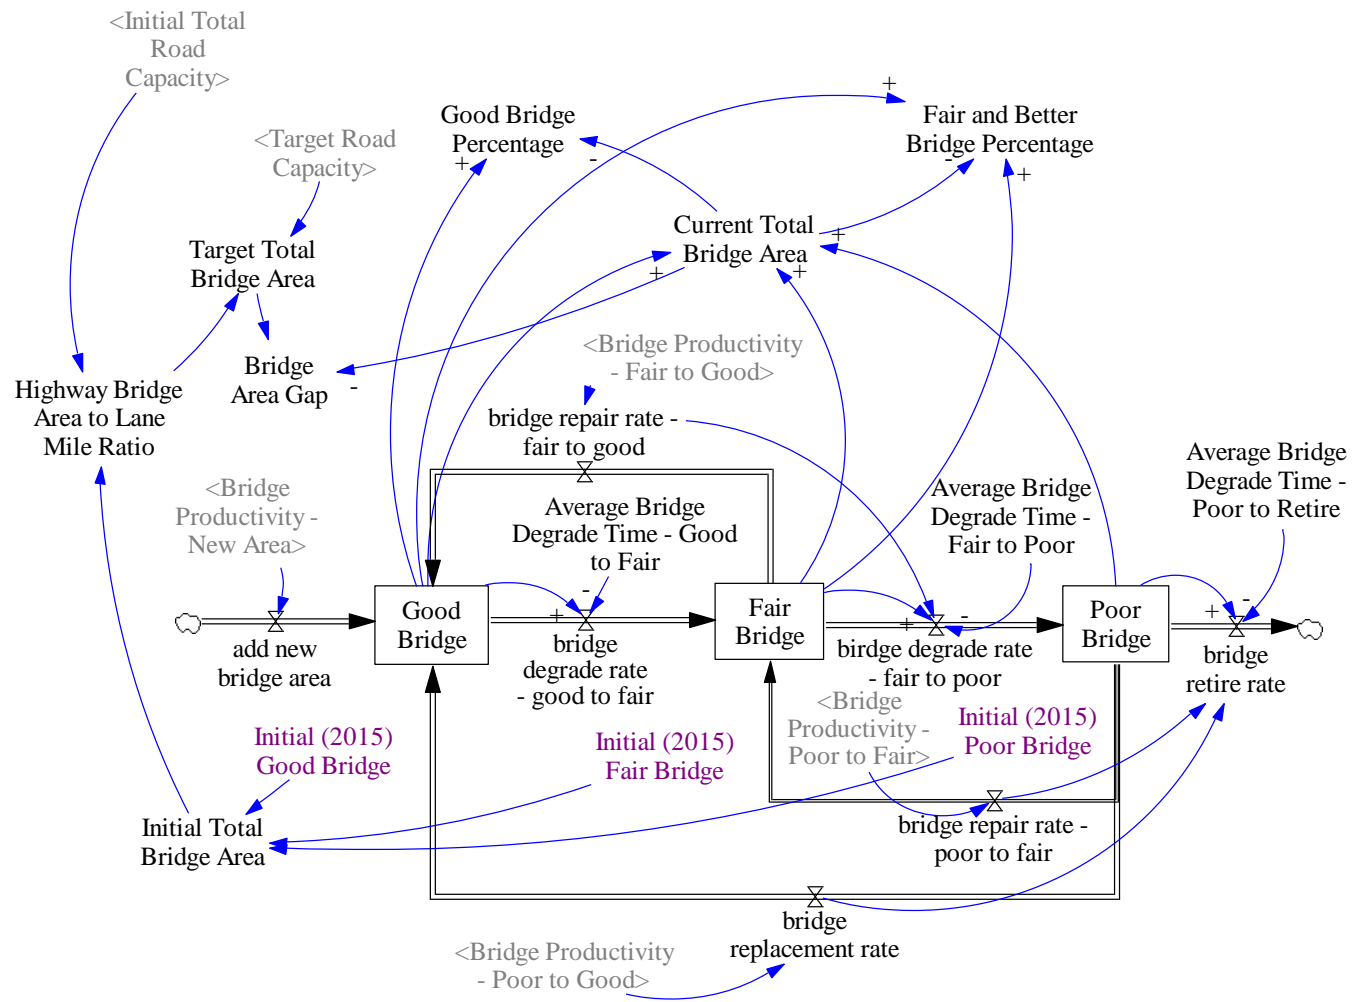 <Initial Total
Road
Capacity>
<Target Road
Capacity>
Good Bridge
Percentage
Fair and Better
Bridge Percentage
Target Total
Bridge Area
Current Total
Bridge Area
Bridge
Area Gap
Highway Bridge
Area to Lane
Mile Ratio
<Bridge Productivity
- Fair to Good>
bridge repair rate -
fair to good
<Bridge
Productivity -
New Area>
Average Bridge
Degrade Time - Good
to Fair
Average Bridge
Degrade Time -
Fair to Poor
Average Bridge
Degrade Time -
Poor to Retire
Good
Bridge
Fair
Bridge
Poor
Bridge
add new
bridge area
bridge
degrade rate
- good to fair
birdge degrade rate
- fair to poor
bridge
retire rate
<Bridge
Productivity -
Poor to Fair>
Initial (2015)
Good Bridge
Initial (2015)
Fair Bridge
Initial (2015)
Poor Bridge
Initial Total
Bridge Area
bridge repair rate -
poor to fair
bridge
replacement rate
<Bridge Productivity
- Poor to Good>